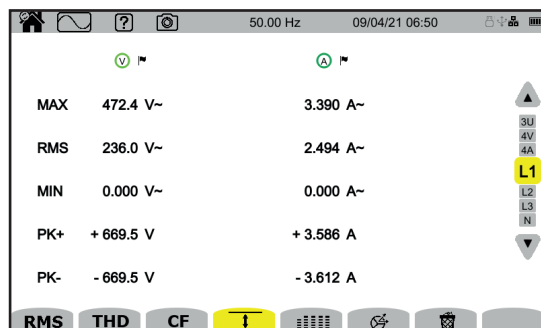 ? 50.00 Hz 09/04/21 06:50
V A
MAX 472.4 V~ 3.390 A~
3U
4V
RMS 236.0 V~ 2.494 A~
4A
L1
MIN 0.000 V~ 0.000 A~
L2
L3
N
PK+ + 669.5 V + 3.586 A
PK- - 669.5 V - 3.612 A
RMS THD CF